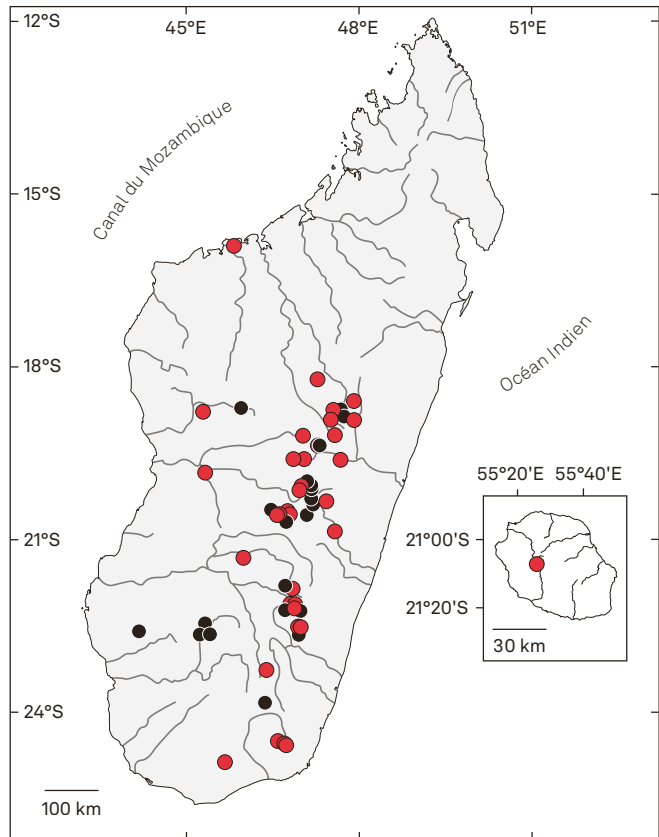 12°S
45°E
48°E
51°E
Canal du Mozambique
15°S
Océan Indien
18°S
55°20'E 55°40'E
21°S
21°00'S
21°20'S
30 km
24°S
100 km